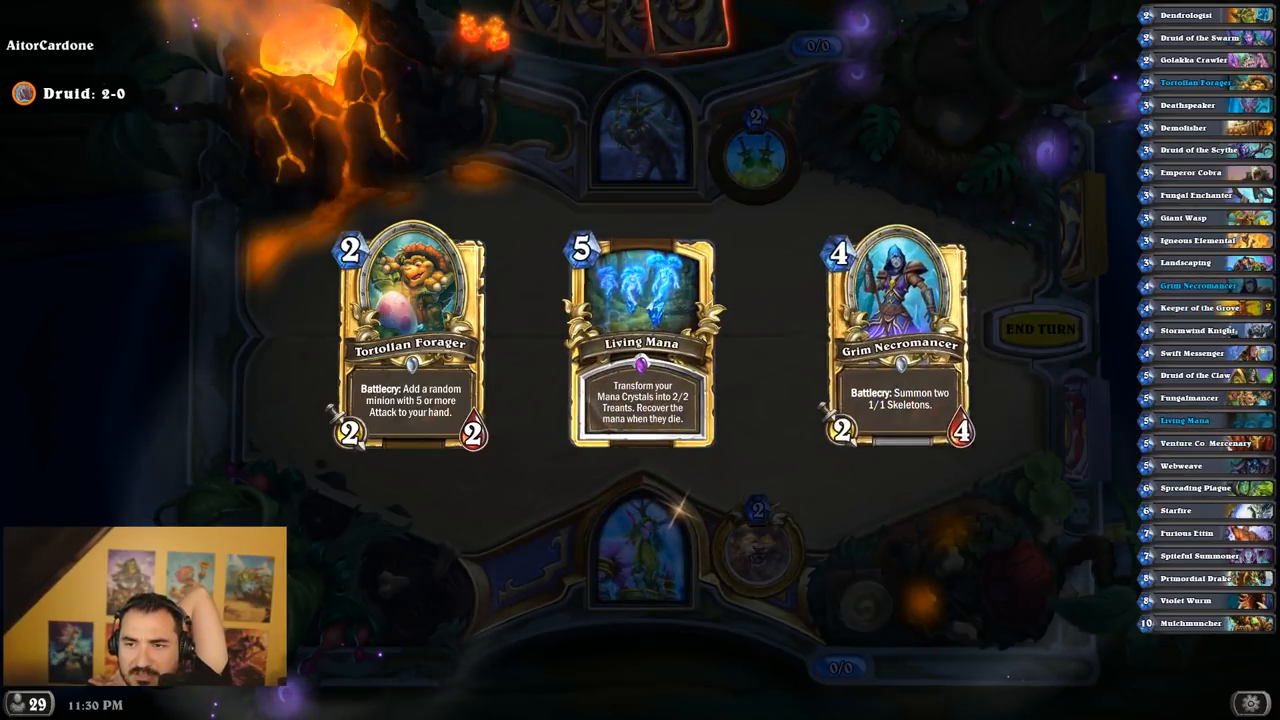 AitorCardone
Druid: 2-0
0/0
2
2
Tortollan Forager
Battlecry: Add a random
minion with 5 or more
Attack to your hand.
2
2
5
Living Mana
Transform your
Mana Crystals into 2/2
Treants. Recover the
mana when they die.
4
Grim Necromancer
Battlecry: Summon two
1/1 Skeletons.
2
4
END TURN
2
0/0
29
11:30 PM
2 Dendrologist
2 Druid of the Swarm
2 Golakka Crawler
2 Tortollan Forager
3 Deathspeaker
3 Demolisher
3 Druid of the Scythe
3 Emperor Cobra
3 Fungal Enchanter
3 Giant Wasp
3 Igneous Elemental
3 Landscaping
4 Grim Necromancer
4 Keeper of the Grove 2
4 Stormwind Knight
4 Swift Messenger
5 Druid of the Claw
5 Fungalmancer
5 Living Mana
5 Venture Co. Mercenary
5 Webweave
6 Spreading Plague
6 Starfire
7 Furious Ettin
7 Spiteful Summoner
8 Primordial Drake
8 Violet Wurm
10 Mulchmuncher